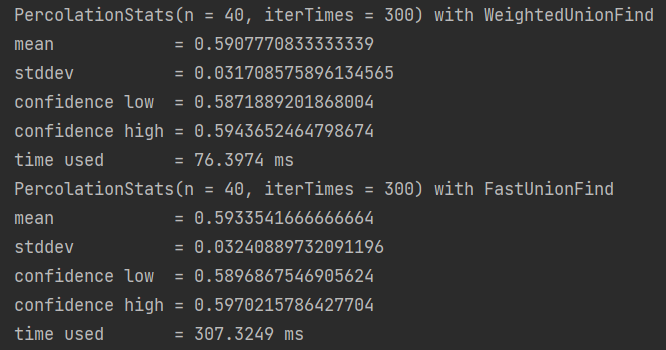 PercolationStats(n = 40, iterTimes = 300) with WeightedUnionFind
mean            = 0.5907770833333339
stddev          = 0.031708575896134565
confidence low  = 0.5871889201868004
confidence high = 0.5943652464798674
time used       = 76.3974 ms
PercolationStats(n = 40, iterTimes = 300) with FastUnionFind
mean            = 0.5933541666666664
stddev          = 0.03240889732091196
confidence low  = 0.5896867546905624
confidence high = 0.5970215786427704
time used       = 307.3249 ms